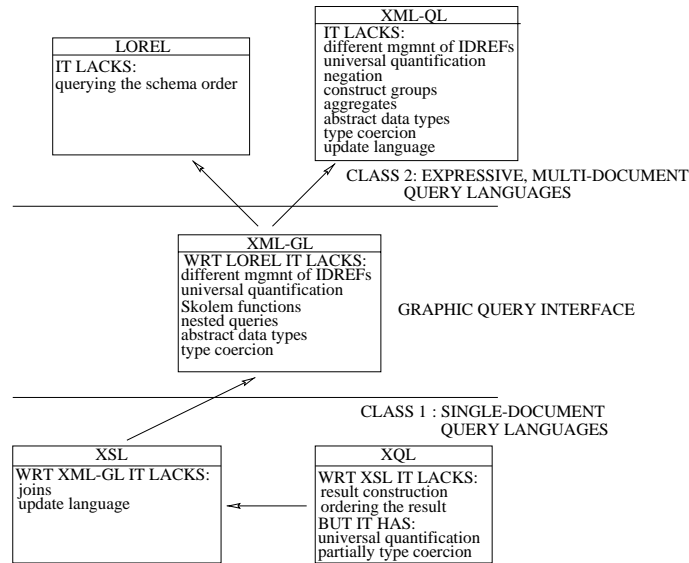 LOREL
IT LACKS:
querying the schema order
XML-QL
IT LACKS:
different mgmnt of IDREFs
universal quantification
negation
construct groups
aggregates
abstract data types
type coercion
update language
CLASS 2: EXPRESSIVE, MULTI-DOCUMENT
QUERY LANGUAGES
XML-GL
WRT LOREL IT LACKS:
different mgmnt of IDREFs
universal quantification
Skolem functions
nested queries
abstract data types
type coercion
GRAPHIC QUERY INTERFACE
CLASS 1 : SINGLE-DOCUMENT
QUERY LANGUAGES
XSL
WRT XML-GL IT LACKS:
joins
update language
XQL
WRT XSL IT LACKS:
result construction
ordering the result
BUT IT HAS:
universal quantification
partially type coercion